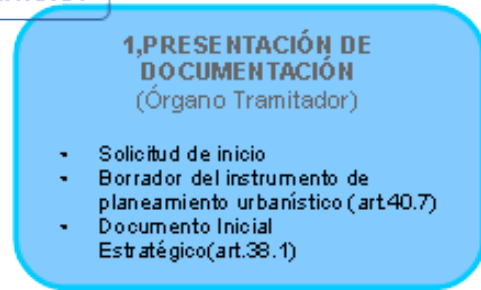 1,PRESENTACIÓN DE
DOCUMENTACIÓN
(Órgano Tramitador)
- Solicitud de inicio
- Borrador del instrumento de
planeamiento urbanístico (art.40.7)
- Documento Inicial
Estratégico(art.38.1)